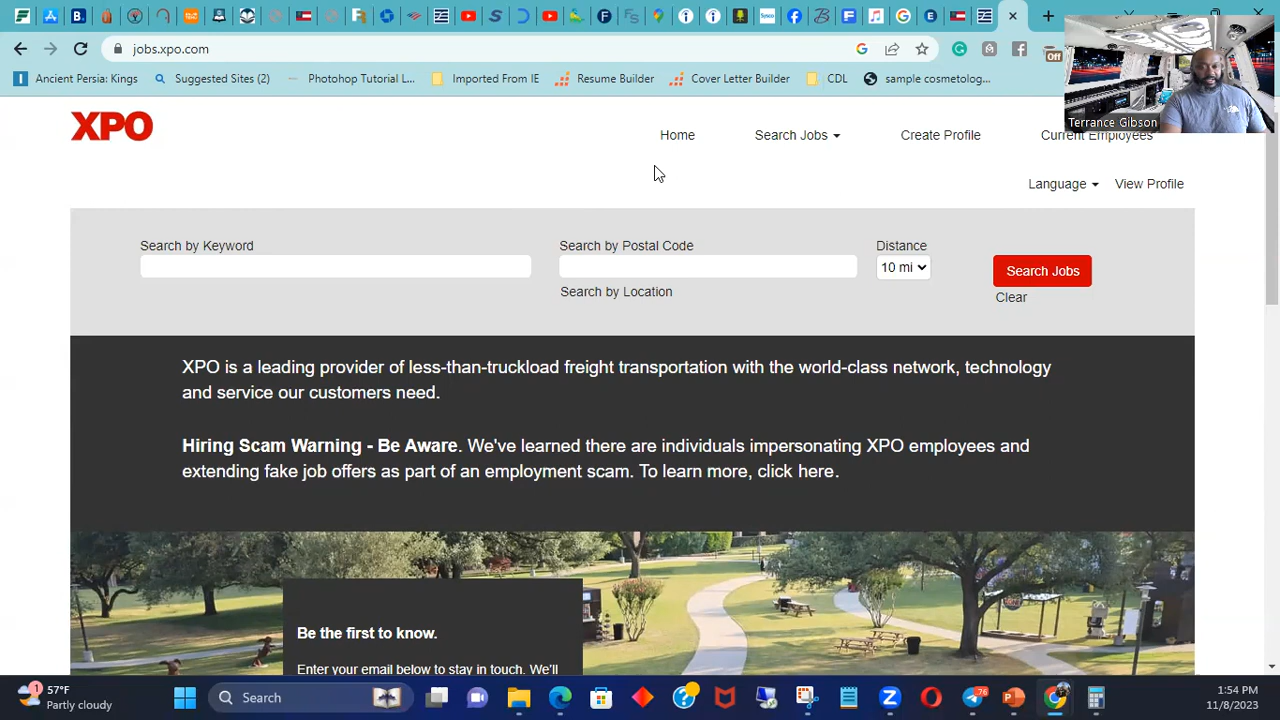 jobs.xpo.com
Off
Ancient Persia: Kings
Suggested Sites (2)
Photohop Tutorial L...
Imported From IE
Resume Builder
Cover Letter Builder
CDL
sample cosmetolog...
Terrance Gibson
XPO
Home
Search Jobs
Create Profile
Current Employees
Language
View Profile
Search by Keyword
Search by Postal Code
Distance
10 mi
Search Jobs
Search by Location
Clear
XPO is a leading provider of less-than-truckload freight transportation with the world-class network, technology
and service our customers need.
Hiring Scam Warning - Be Aware. We've learned there are individuals impersonating XPO employees and
extending fake job offers as part of an employment scam. To learn more, click here.
Be the first to know.
Enter your email below to stay in touch. We'll
1
57°F
Partly cloudy
Search
76
1:54 PM
11/8/2023